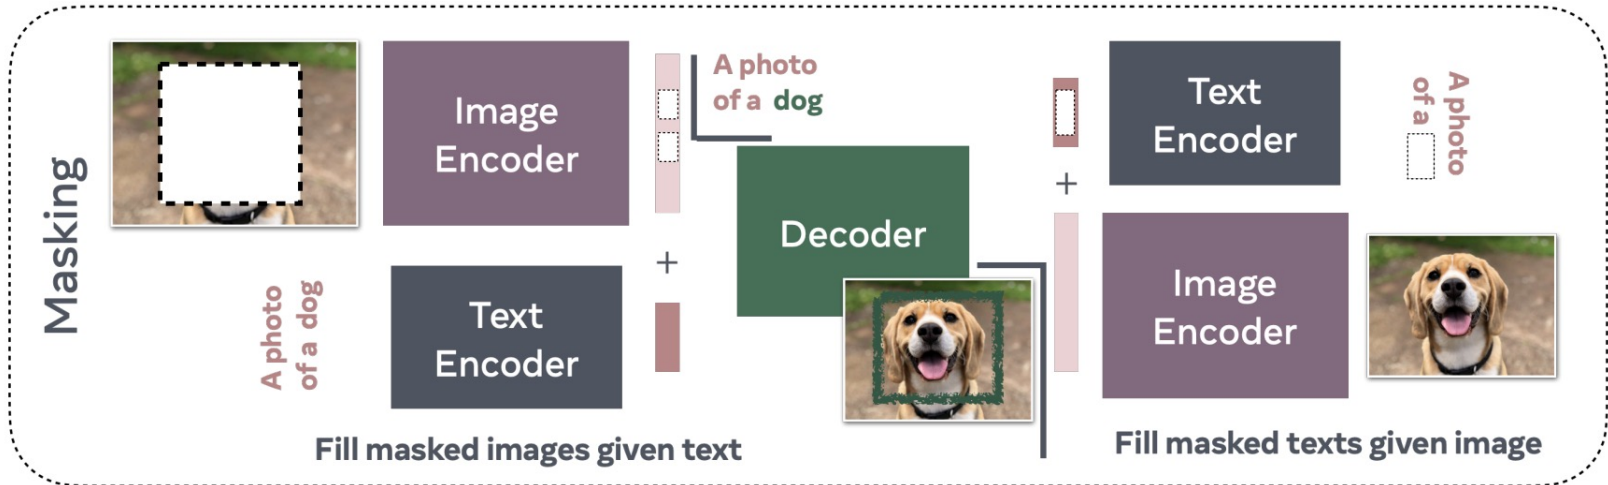 Masking
Image
Encoder
A photo
of a dog
Text
Encoder
+
A photo
of a dog
Decoder
Text
Encoder
A photo
of a
+
Image
Encoder
Fill masked images given text
Fill masked texts given image